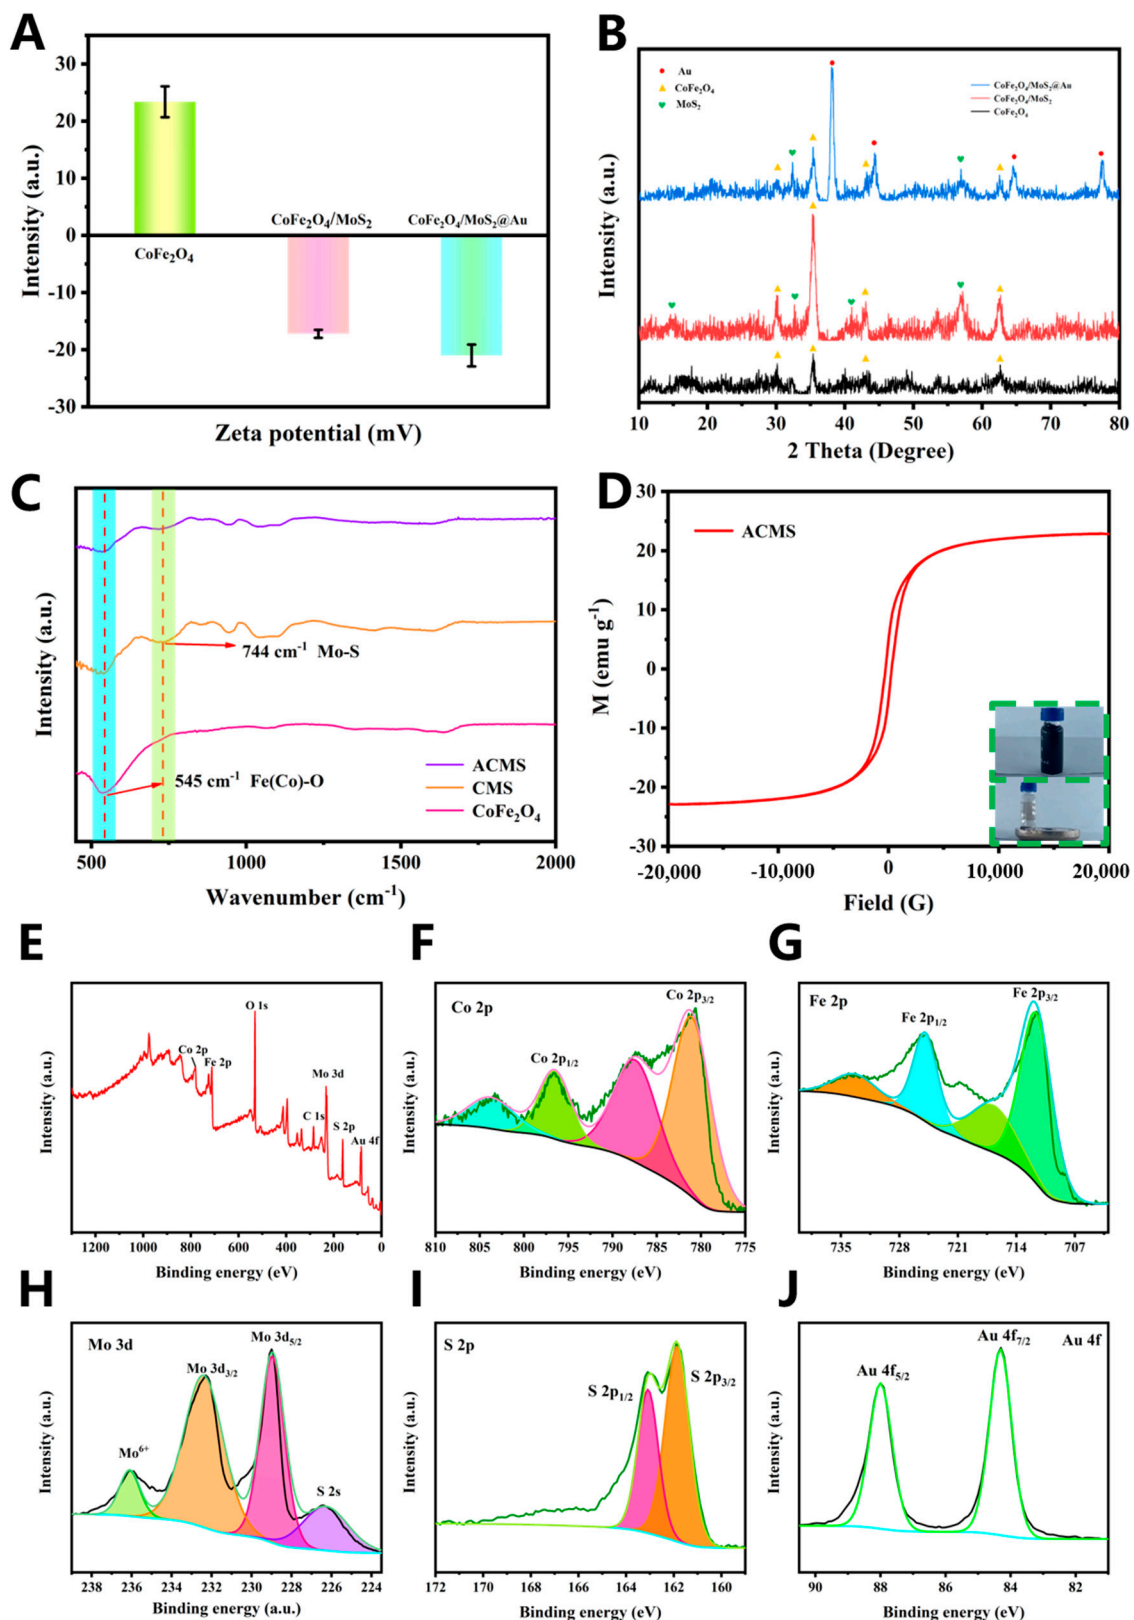 A
30
20
10
0
-10
-20
-30
Intensity (a.u.)
CoFe₂O₄
CoFe₂O₄/MoS₂
CoFe₂O₄/MoS₂@Au
Zeta potential (mV)
B
Au
CoFe₂O₄
MoS₂
CoFe₂O₄/MoS₂@Au
CoFe₂O₄/MoS₂
CoFe₂O₄
Intensity (a.u.)
10 20 30 40 50 60 70 80
2 Theta (Degree)
C
Intensity (a.u.)
744 cm⁻¹ Mo-S
545 cm⁻¹ Fe(Co)-O
ACMS
CMS
CoFe₂O₄
500 1000 1500 2000
Wavenumber (cm⁻¹)
D
30
20
10
0
-10
-20
-30
M (emu g⁻¹)
ACMS
-20,000 -10,000 0 10,000 20,000
Field (G)
E
Intensity (a.u.)
O 1s
Co 2p
Fe 2p
Mo 3d
C 1s
S 2p
Au 4f
1200 1000 800 600 400 200 0
Binding energy (eV)
F
Intensity (a.u.)
Co 2p
Co 2p₃/₂
Co 2p₁/₂
810 805 800 795 790 785 780 775
Binding energy (eV)
G
Intensity (a.u.)
Fe 2p
Fe 2p₃/₂
Fe 2p₁/₂
735 728 721 714 707
Binding energy (eV)
H
Intensity (a.u.)
Mo 3d
Mo 3d₅/₂
Mo 3d₃/₂
Mo⁶⁺
S 2s
238 236 234 232 230 228 226 224
Binding energy (a.u.)
I
Intensity (a.u.)
S 2p
S 2p₁/₂
S 2p₃/₂
172 170 168 166 164 162 160
Binding energy (eV)
J
Intensity (a.u.)
Au 4f₇/₂
Au 4f
Au 4f₅/₂
90 88 86 84 82
Binding energy (eV)